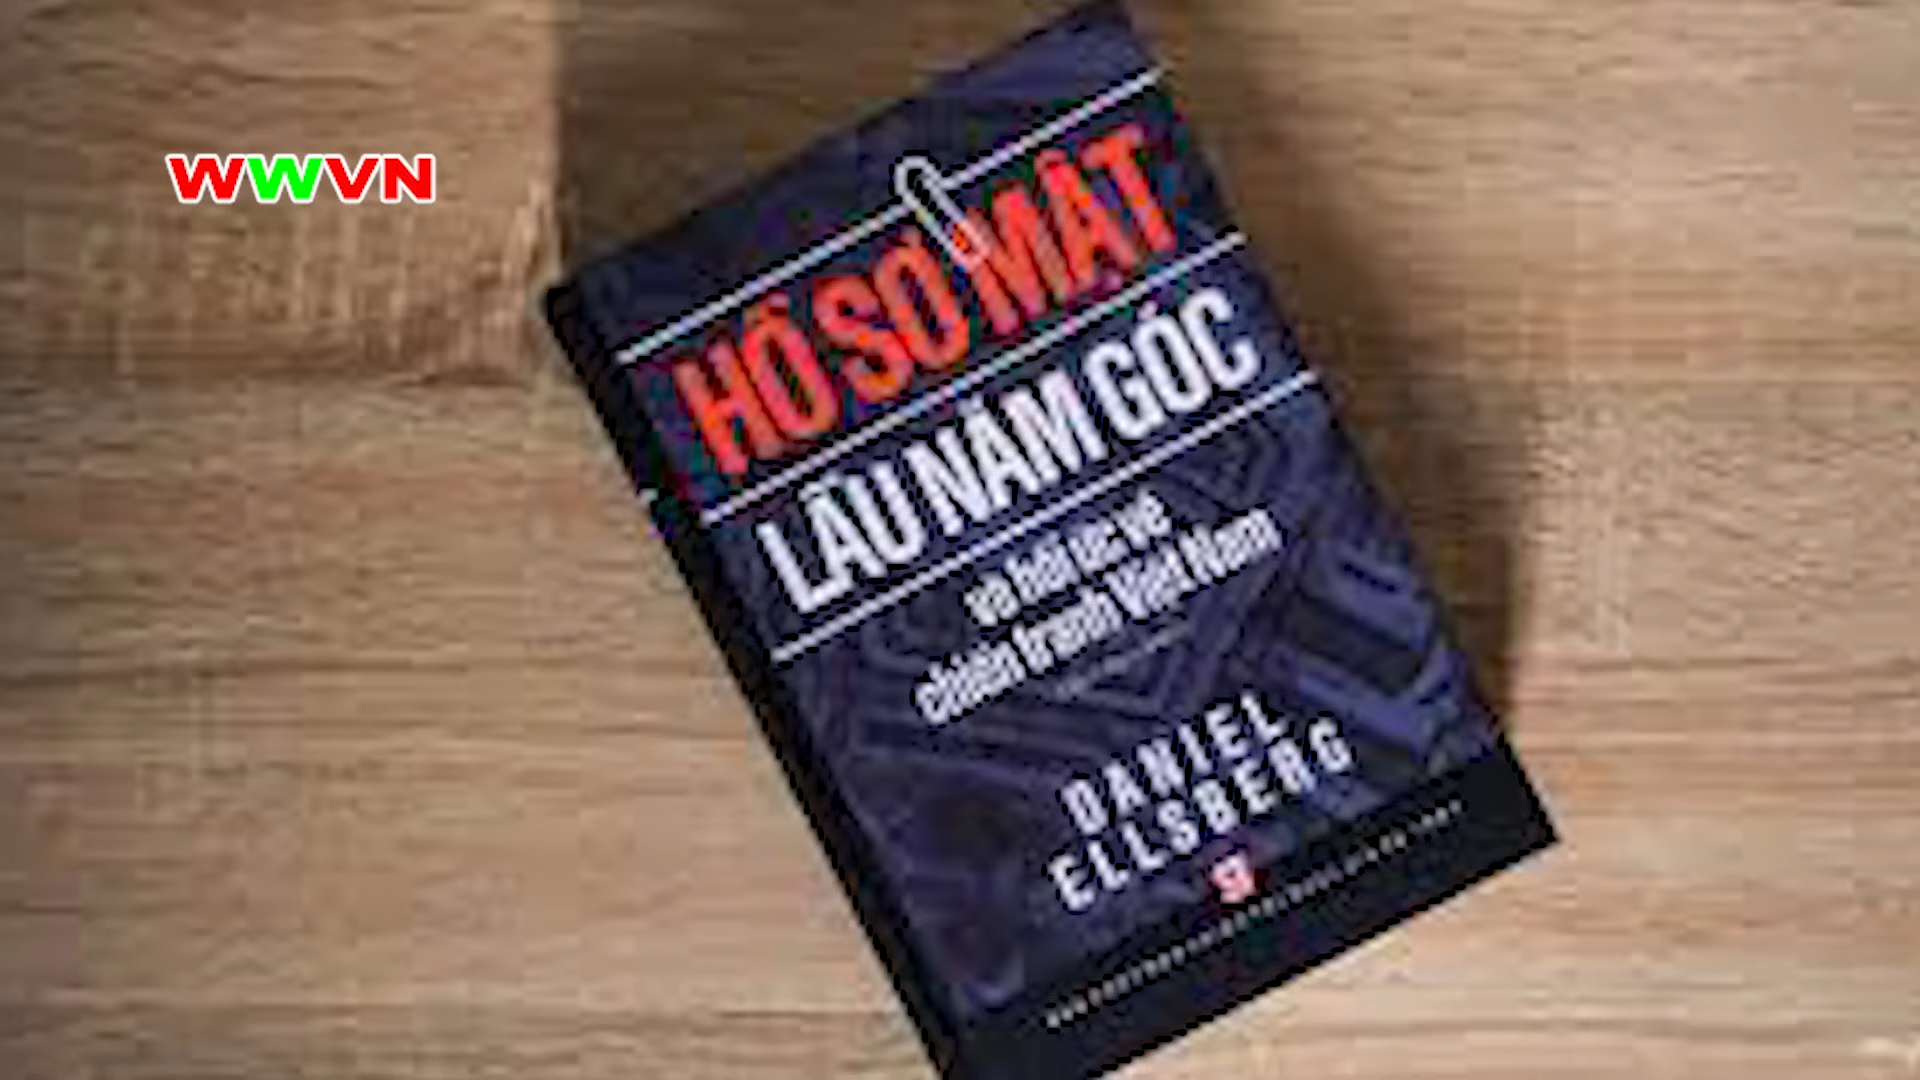 WWVN
HỒ SƠ MẬT
LẦU NĂM GÓC
và hồi ức về
chiến tranh Việt Nam
DANIEL
ELLSBERG